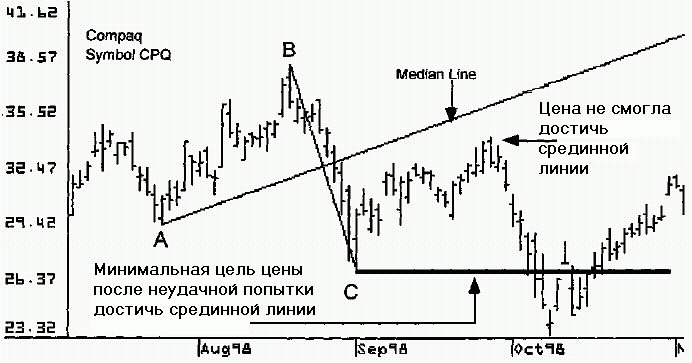 41.62
38.57
35.52
32.47
29.42
26.37
23.32
Compaq
Symbol CPQ
B
Median Line
Цена не смогла
достичь
срединной
линии
A
Минимальная цель цены
после неудачной попытки
достичь срединной линии
C
Aug98
Sep98
Oct98
N